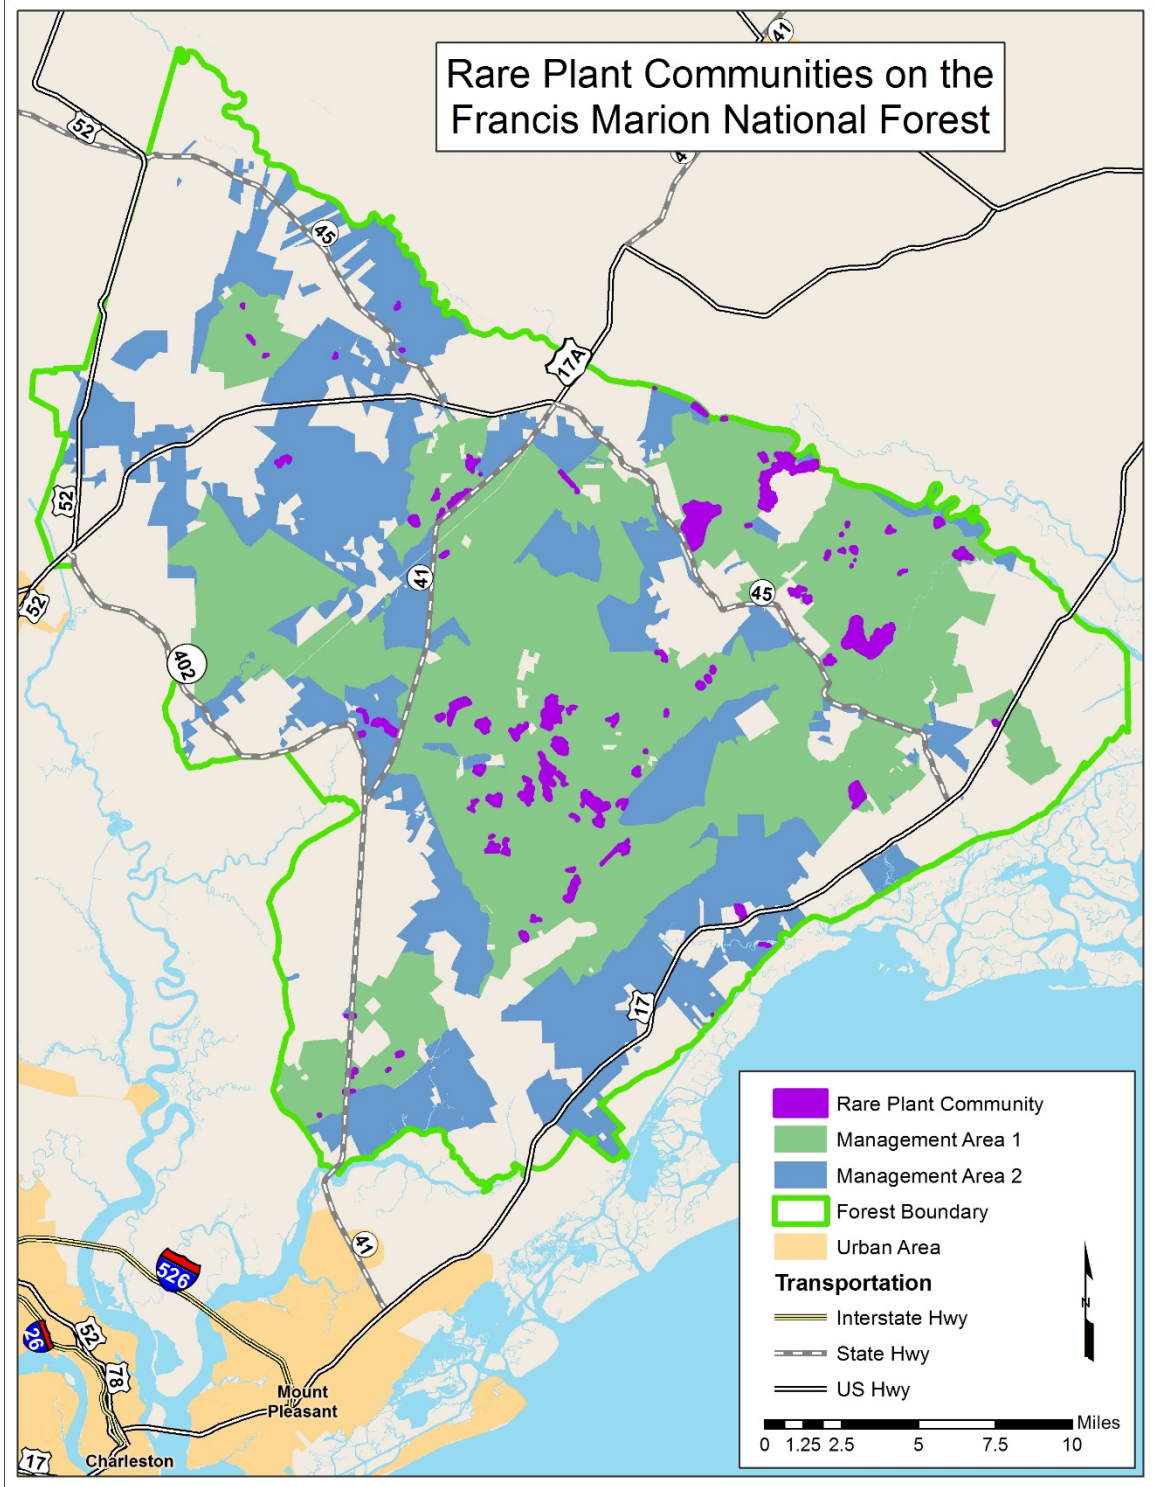 41
Rare Plant Communities on the
Francis Marion National Forest
52
4
45
17A
52
41
52
45
402
17
Rare Plant Community
Management Area 1
Management Area 2
Forest Boundary
Urban Area
Transportation
Interstate Hwy
State Hwy
US Hwy
N
Miles
0 1.25 2.5 5 7.5 10
41
526
52
26
78
Mount
Pleasant
Charleston
17